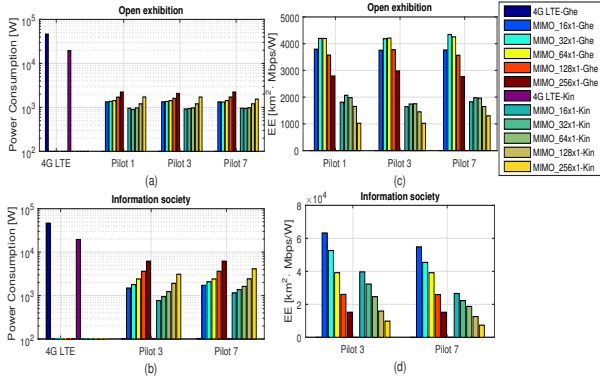 Open exhibition
Power Consumption [W]
10^5
10^4
10^3
10^2
4G LTE
Pilot 1
Pilot 3
Pilot 7
(a)
Open exhibition
EE [km². Mbps/W]
5000
4000
3000
2000
1000
0
Pilot 1
Pilot 3
Pilot 7
(c)
4G LTE-Ghe
MIMO_16x1-Ghe
MIMO_32x1-Ghe
MIMO_64x1-Ghe
MIMO_128x1-Ghe
MIMO_256x1-Ghe
4G LTE-Kin
MIMO_16x1-Kin
MIMO_32x1-Kin
MIMO_64x1-Kin
MIMO_128x1-Kin
MIMO_256x1-Kin
Information society
Power Consumption [W]
10^5
10^4
10^3
10^2
4G LTE
Pilot 3
Pilot 7
(b)
Information society
×10^4
EE [km². Mbps/W]
8
6
4
2
0
Pilot 3
Pilot 7
(d)